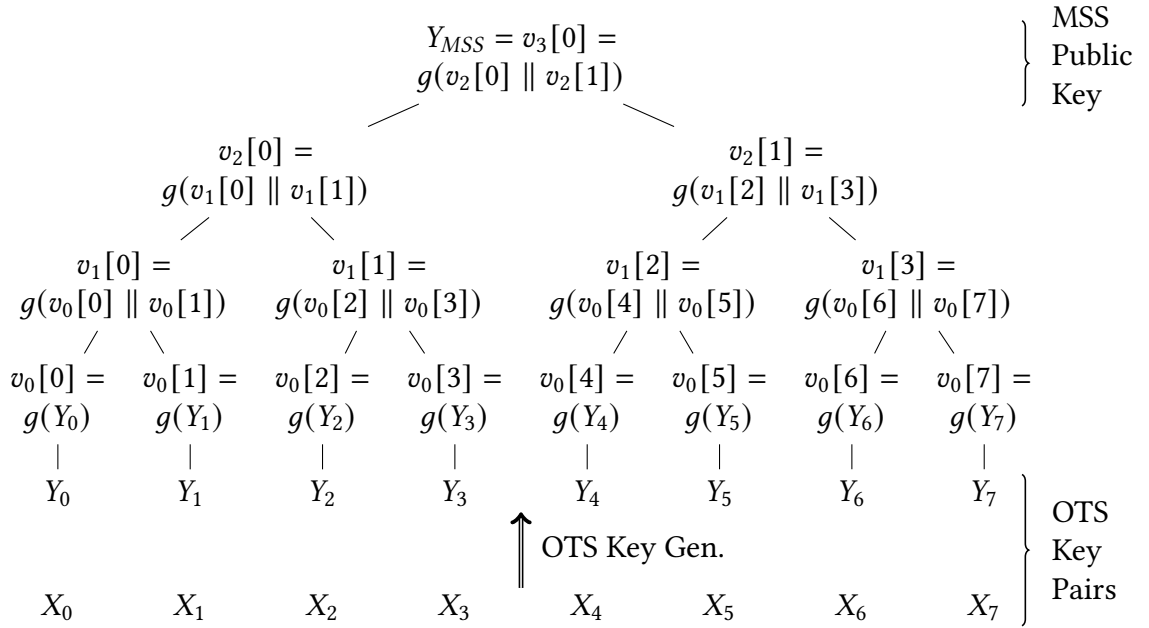 Y_{MSS} = v_3[0] =
g(v_2[0] ∥ v_2[1])
MSS
Public
Key
v_2[0] =
g(v_1[0] ∥ v_1[1])
v_2[1] =
g(v_1[2] ∥ v_1[3])
v_1[0] =
g(v_0[0] ∥ v_0[1])
v_1[1] =
g(v_0[2] ∥ v_0[3])
v_1[2] =
g(v_0[4] ∥ v_0[5])
v_1[3] =
g(v_0[6] ∥ v_0[7])
v_0[0] =
g(Y_0)
v_0[1] =
g(Y_1)
v_0[2] =
g(Y_2)
v_0[3] =
g(Y_3)
v_0[4] =
g(Y_4)
v_0[5] =
g(Y_5)
v_0[6] =
g(Y_6)
v_0[7] =
g(Y_7)
Y_0 Y_1 Y_2 Y_3 Y_4 Y_5 Y_6 Y_7
OTS Key Gen.
X_0 X_1 X_2 X_3 X_4 X_5 X_6 X_7
OTS
Key
Pairs